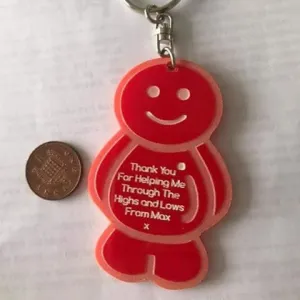 Thank You
For Helping Me
Through The
Highs and Lows
From Max
x